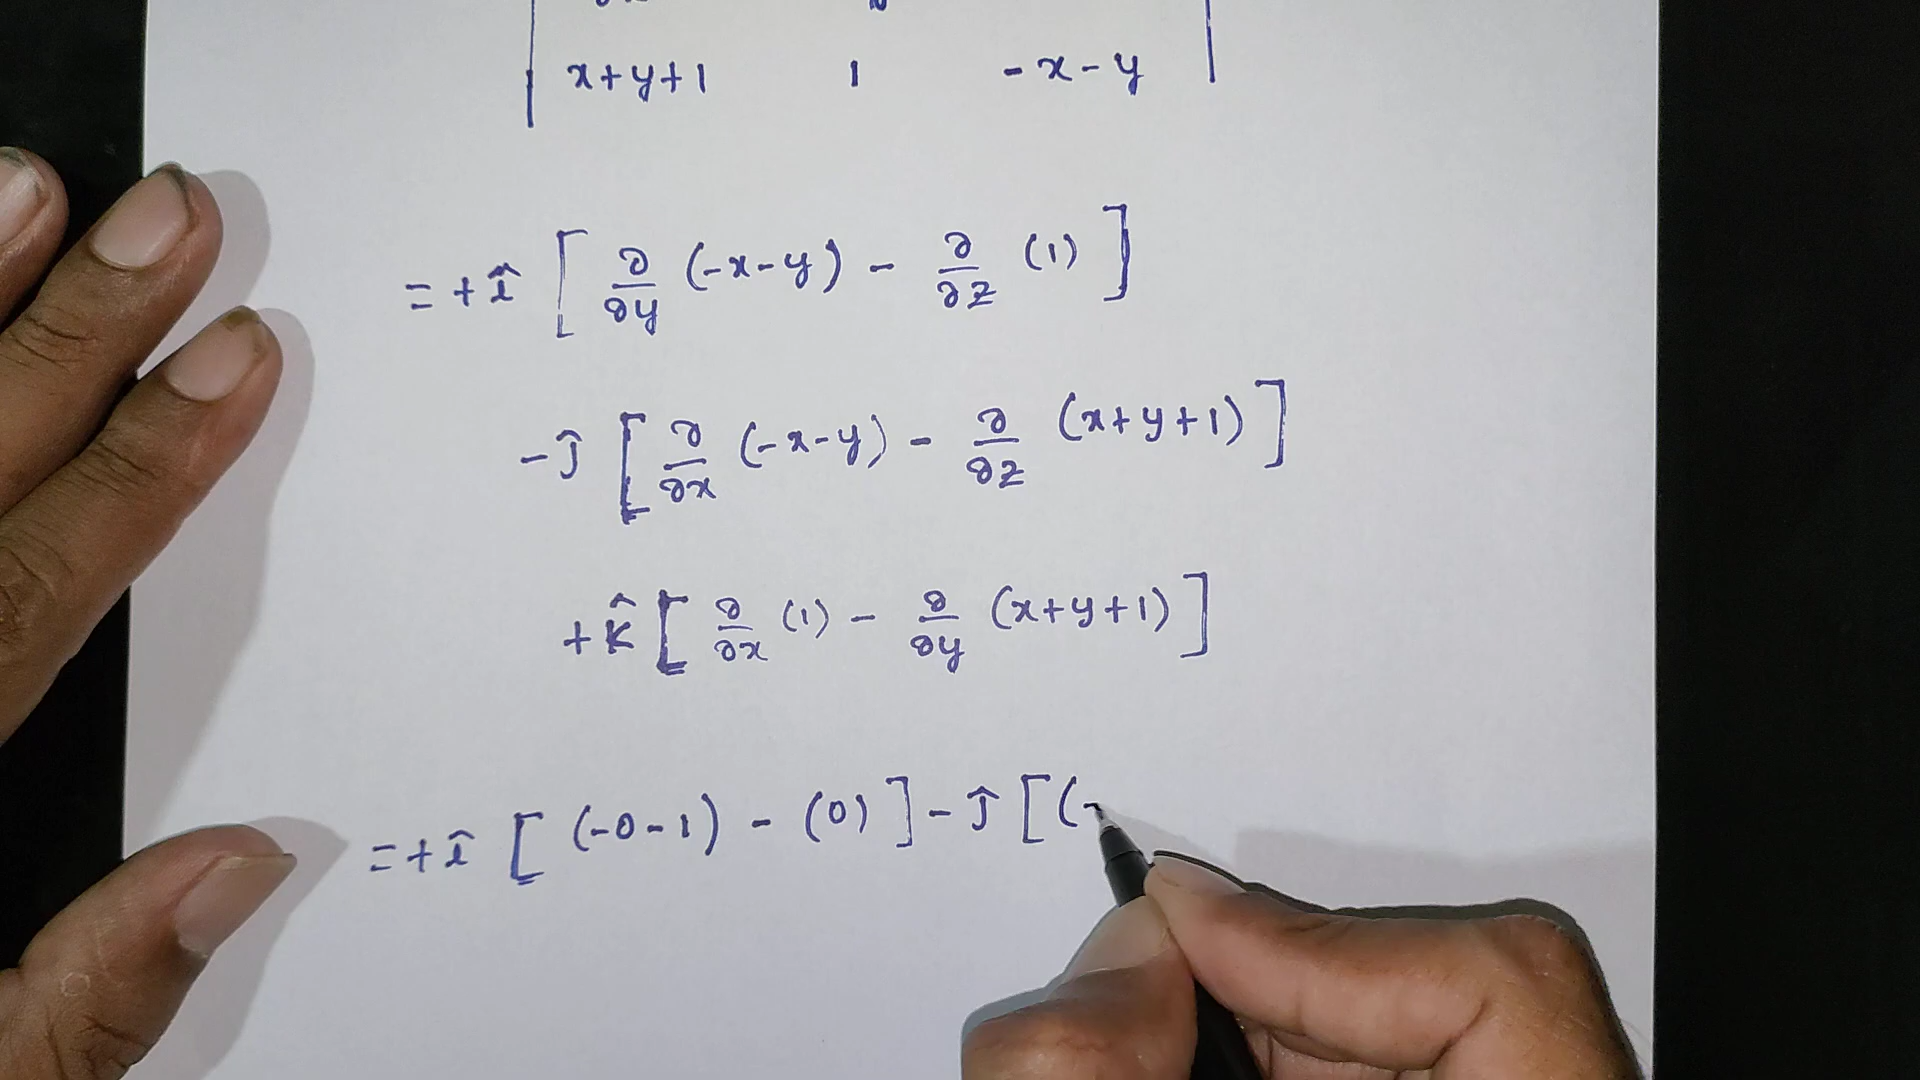 | x+y+1 1 -x-y |
= + î [ ∂/∂y (-x-y) - ∂/∂z (1) ]
- ĵ [ ∂/∂x (-x-y) - ∂/∂z (x+y+1) ]
+ k̂ [ ∂/∂x (1) - ∂/∂y (x+y+1) ]
= + î [ (-0-1) - (0) ] - ĵ [ (-